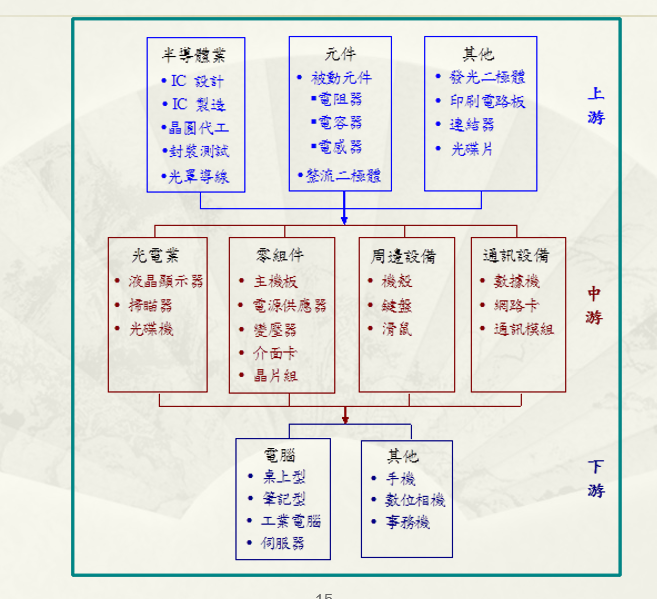 半導體業
•IC 設計
•IC 製造
•晶圓代工
•封裝測試
•光罩導線
元件
• 被動元件
▪電阻器
▪電容器
▪電感器
•整流二極體
其他
• 發光二極體
• 印刷電路板
• 連結器
• 光碟片
上游
光電業
• 液晶顯示器
• 掃瞄器
• 光碟機
零組件
• 主機板
• 電源供應器
• 變壓器
• 介面卡
• 晶片組
周邊設備
• 機殼
• 鍵盤
• 滑鼠
通訊設備
• 數據機
• 網路卡
• 通訊模組
中游
電腦
• 桌上型
• 筆記型
• 工業電腦
• 伺服器
其他
• 手機
• 數位相機
• 事務機
下游
15